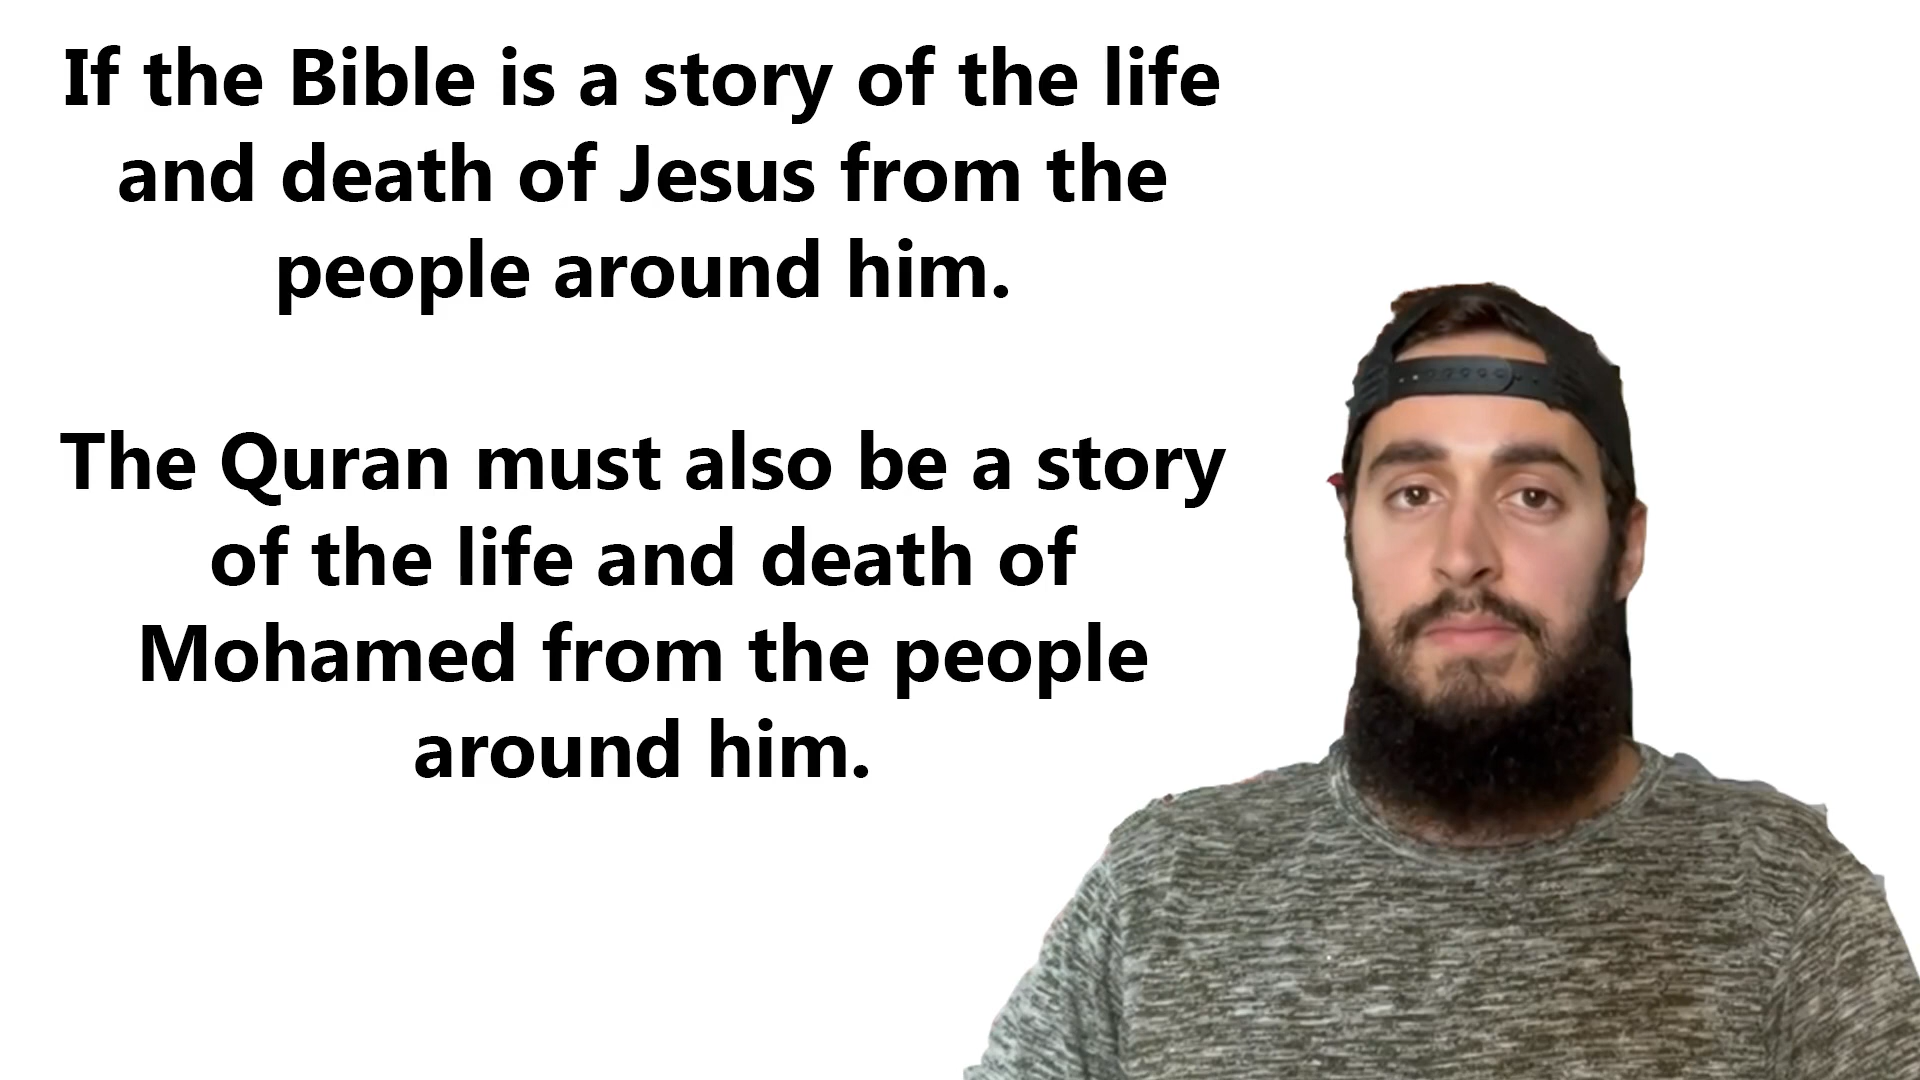 If the Bible is a story of the life
and death of Jesus from the
people around him.
The Quran must also be a story
of the life and death of
Mohamed from the people
around him.